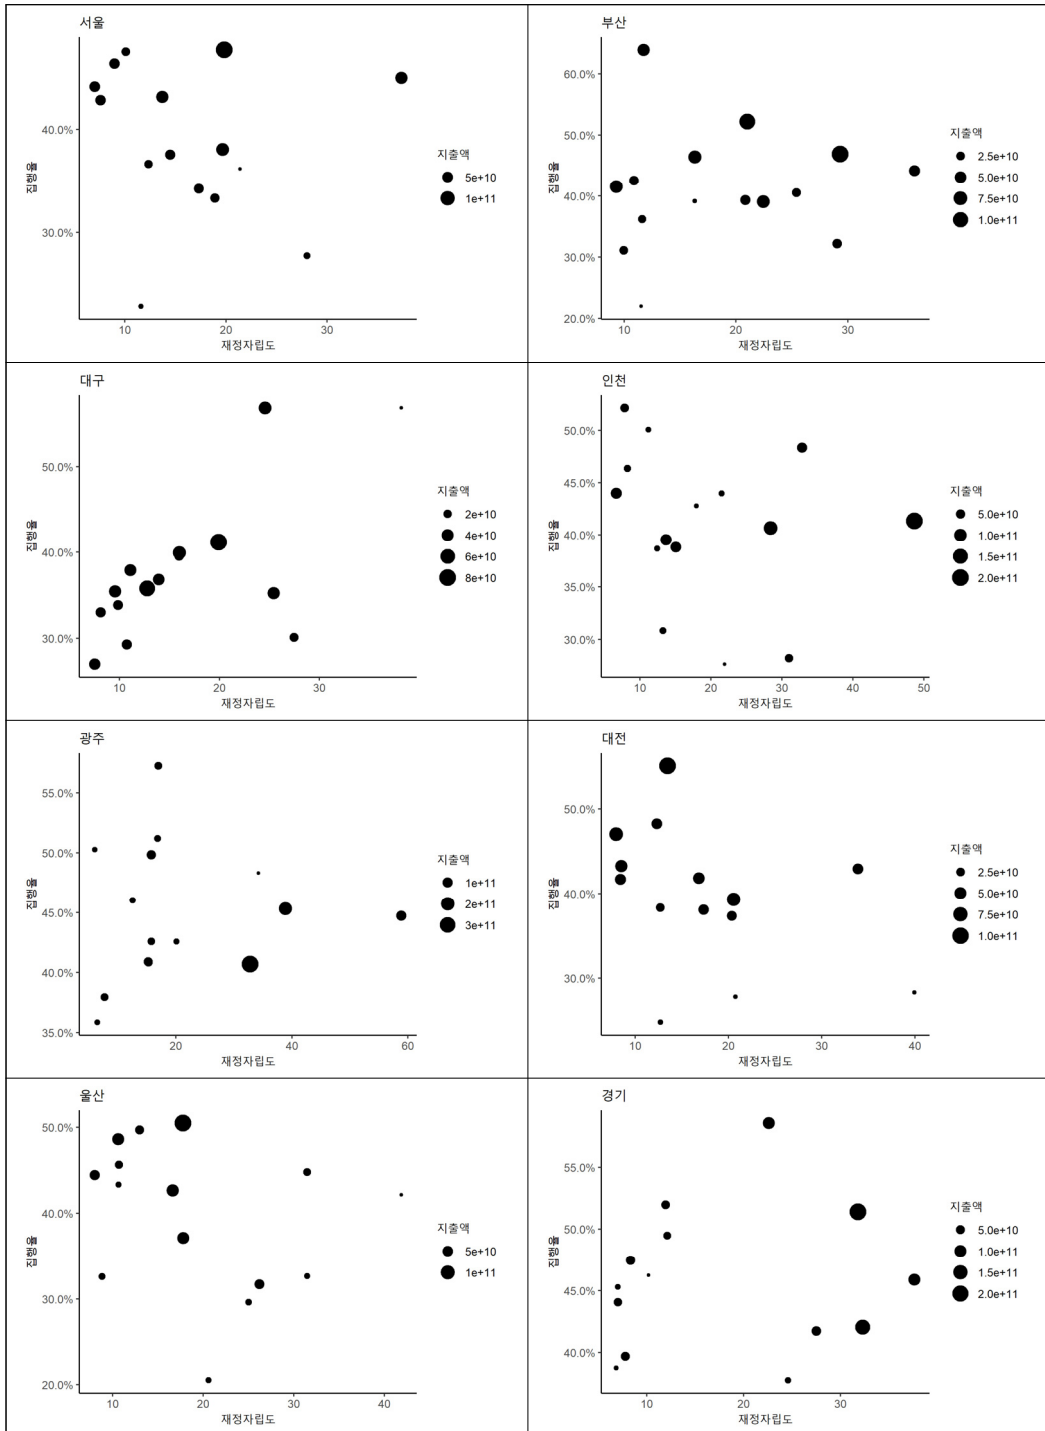 서울
40.0%
30.0%
집행율
10 20 30
재정자립도
지출액
5e+10
1e+11
부산
60.0%
50.0%
40.0%
30.0%
20.0%
집행율
10 20 30
재정자립도
지출액
2.5e+10
5.0e+10
7.5e+10
1.0e+11
대구
50.0%
40.0%
30.0%
집행율
10 20 30
재정자립도
지출액
2e+10
4e+10
6e+10
8e+10
인천
50.0%
45.0%
40.0%
35.0%
30.0%
집행율
10 20 30 40 50
재정자립도
지출액
5.0e+10
1.0e+11
1.5e+11
2.0e+11
광주
55.0%
50.0%
45.0%
40.0%
35.0%
집행율
20 40 60
재정자립도
지출액
1e+11
2e+11
3e+11
대전
50.0%
40.0%
30.0%
집행율
10 20 30 40
재정자립도
지출액
2.5e+10
5.0e+10
7.5e+10
1.0e+11
울산
50.0%
40.0%
30.0%
20.0%
집행율
10 20 30 40
재정자립도
지출액
5e+10
1e+11
경기
55.0%
50.0%
45.0%
40.0%
집행율
10 20 30
재정자립도
지출액
5.0e+10
1.0e+11
1.5e+11
2.0e+11